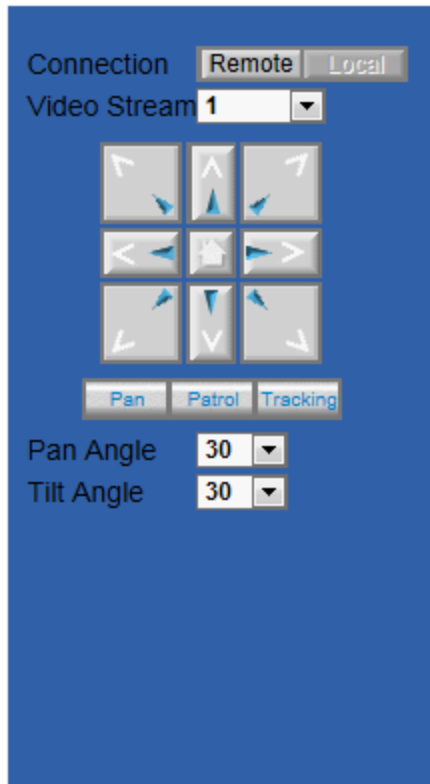 Connection Remote Local
Video Stream 1
Pan Patrol Tracking
Pan Angle 30
Tilt Angle 30